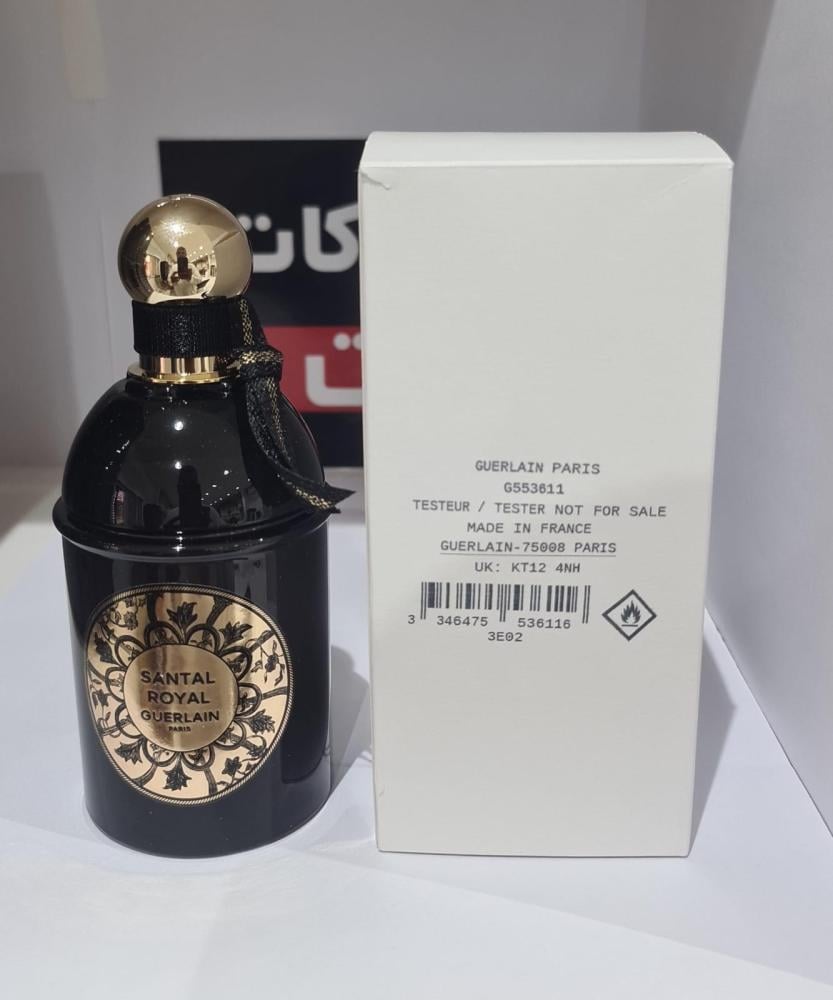 SANTAL
ROYAL
GUERLAIN
PARIS
GUERLAIN PARIS
G553611
TESTEUR / TESTER NOT FOR SALE
MADE IN FRANCE
GUERLAIN-75008 PARIS
UK: KT12 4NH
3 346475 536116
3E02